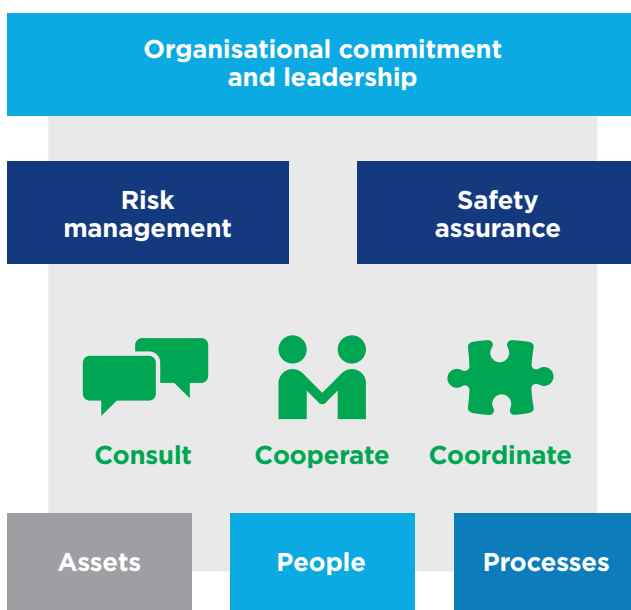 Organisational commitment
and leadership
Risk
management
Safety
assurance
Consult
Cooperate
Coordinate
Assets
People
Processes